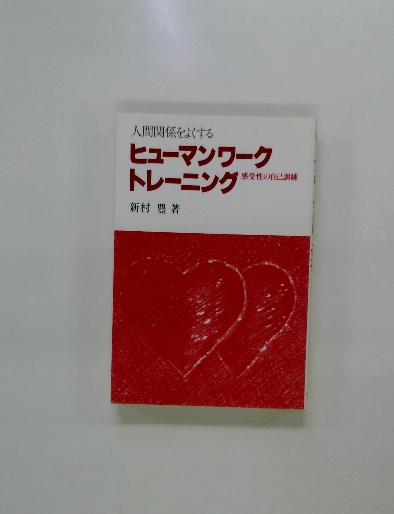 人間関係をよくする
ヒューマンワーク
トレーニング 感受性の自己訓練
新村 豊 著